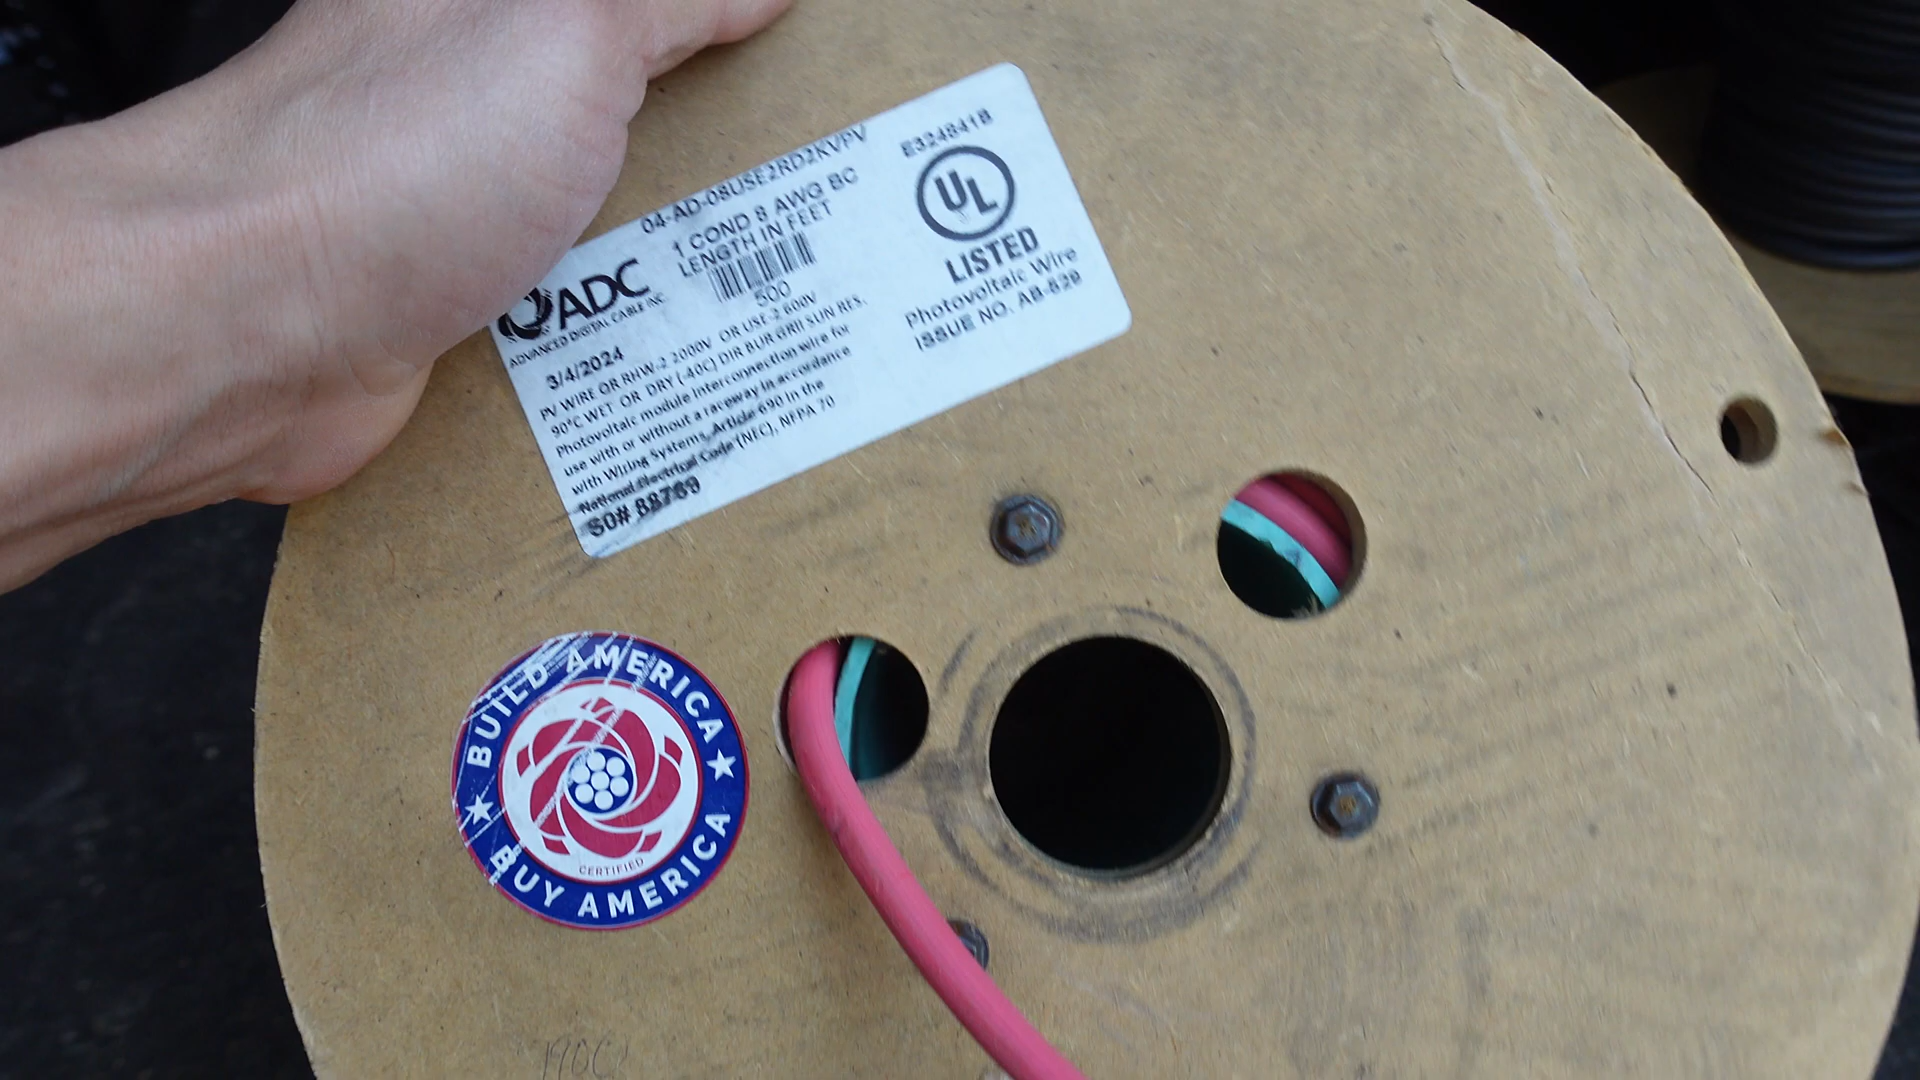 04-AD-08USE2RD2KVPV
1 COND 8 AWG BC
LENGTH IN FEET
500
ADC
ADVANCED DIGITAL CABLE INC.
3/4/2024
PV WIRE OR RHW-2 2000V OR USE-2 600V
90°C WET OR DRY (-40C) DIR BUR GRII SUN RES,
Photovoltaic module interconnection wire for
use with or without a raceway in accordance
with Wiring Systems, Article 690 in the
National Electrical Code (NEC), NFPA 70
SO# 88769
E324841B
UL
LISTED
Photovoltaic Wire
ISSUE NO. AB-829
BUILD AMERICA
CERTIFIED
BUY AMERICA